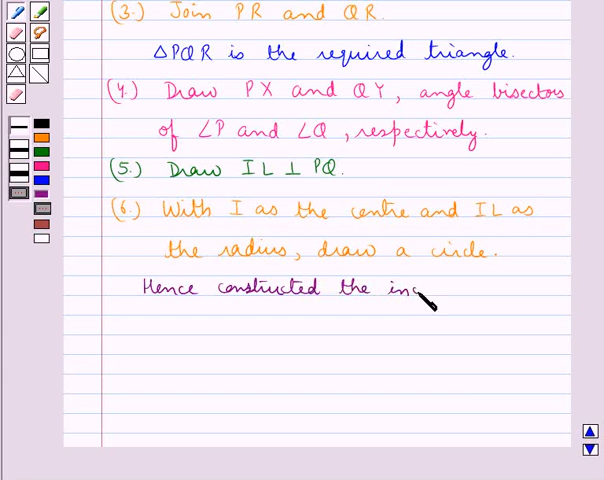 (3.) Join PR and QR.
△PQR is the required triangle.
(4.) Draw PX and QY, angle bisectors
of ∠P and ∠Q, respectively.
(5.) Draw IL ⊥ PQ.
(6.) With I as the centre and IL as
the radius, draw a circle.
Hence constructed the inc